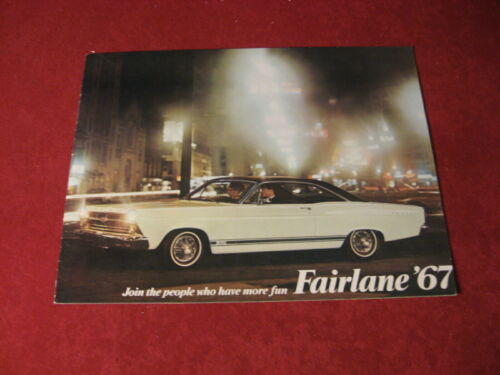 Join the people who have more fun Fairlane '67